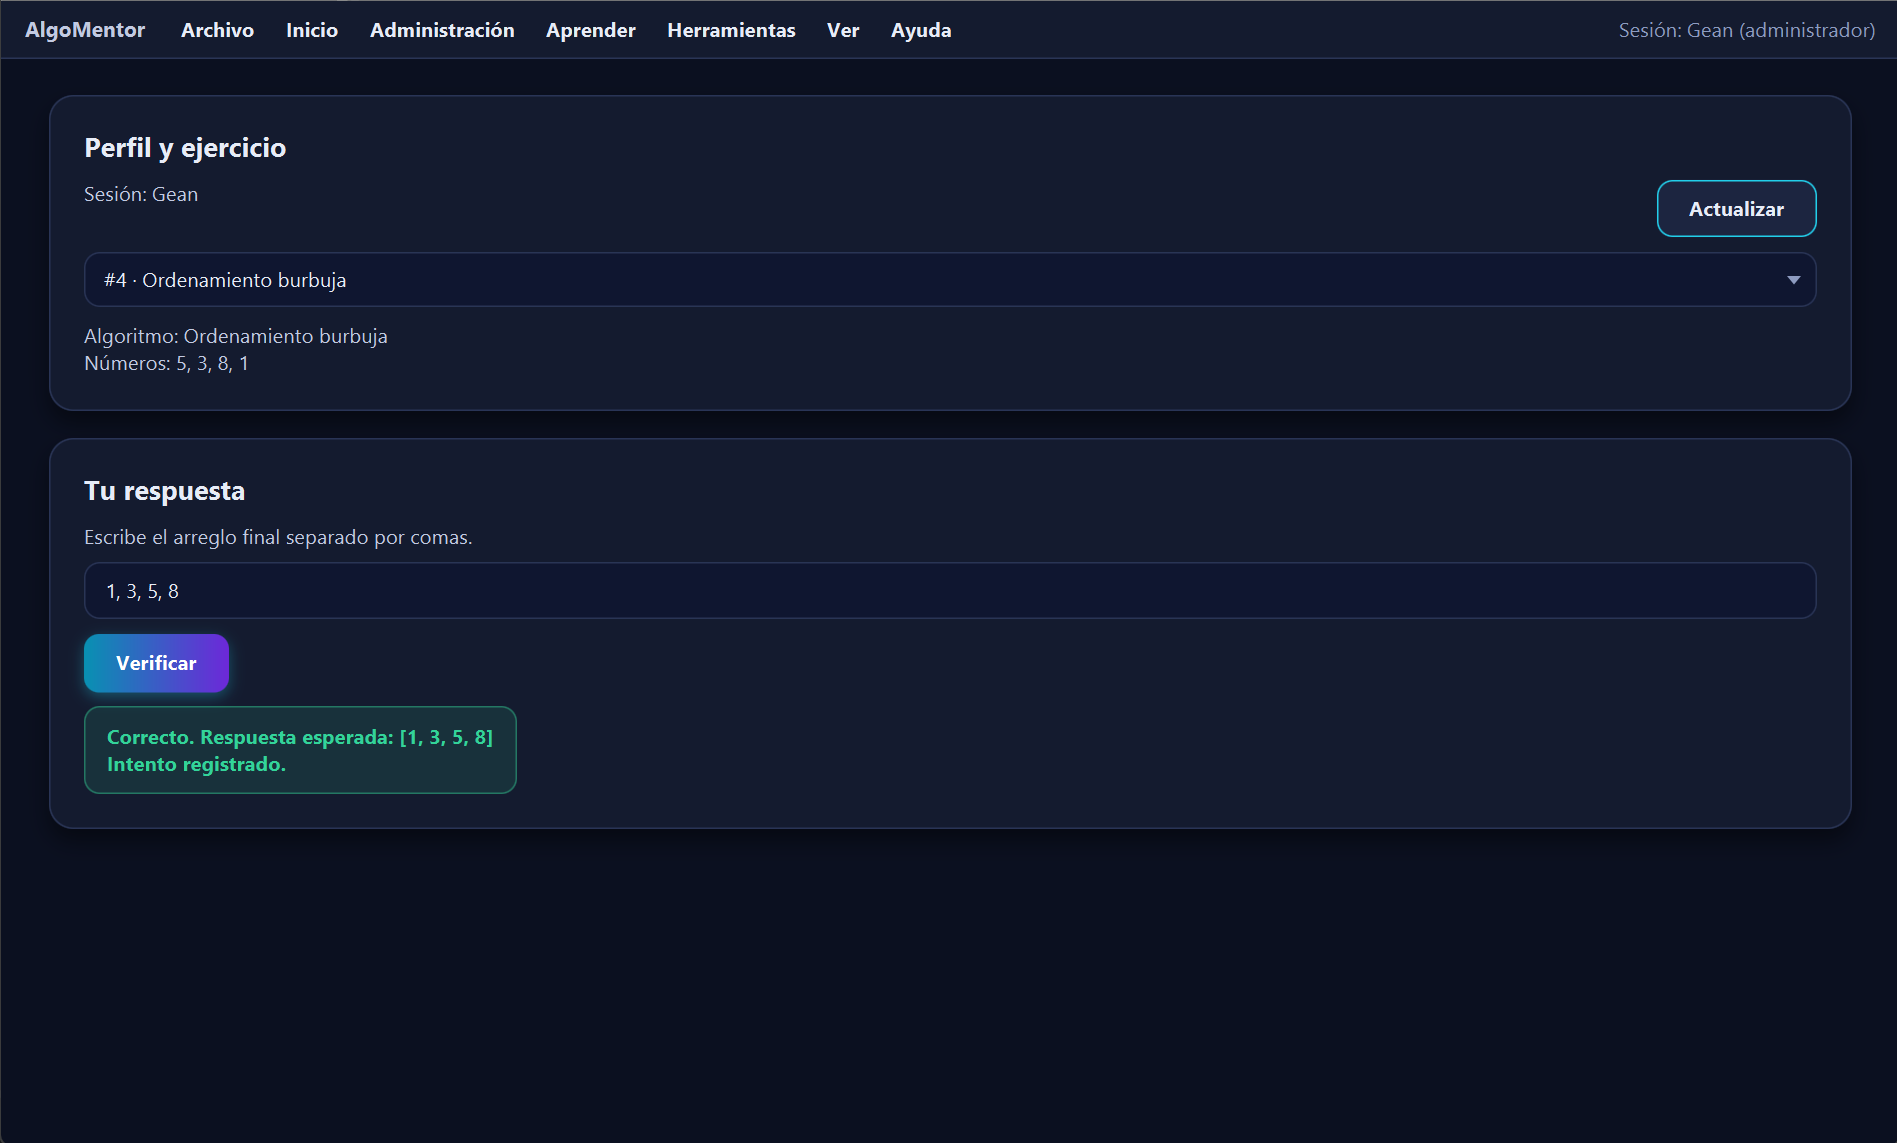 AlgoMentor Archivo Inicio Administración Aprender Herramientas Ver Ayuda Sesión: Gean (administrador)
Perfil y ejercicio
Sesión: Gean
Actualizar
#4 · Ordenamiento burbuja
Algoritmo: Ordenamiento burbuja
Números: 5, 3, 8, 1
Tu respuesta
Escribe el arreglo final separado por comas.
1, 3, 5, 8
Verificar
Correcto. Respuesta esperada: [1, 3, 5, 8]
Intento registrado.